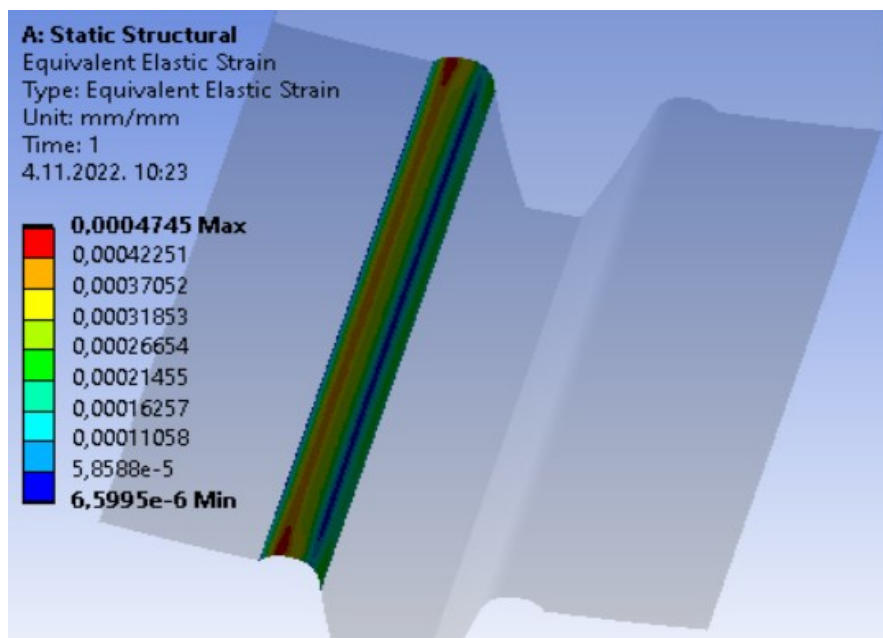 A: Static Structural
Equivalent Elastic Strain
Type: Equivalent Elastic Strain
Unit: mm/mm
Time: 1
4.11.2022. 10:23
0,0004745 Max
0,00042251
0,00037052
0,00031853
0,00026654
0,00021455
0,00016257
0,00011058
5,8588e-5
6,5995e-6 Min